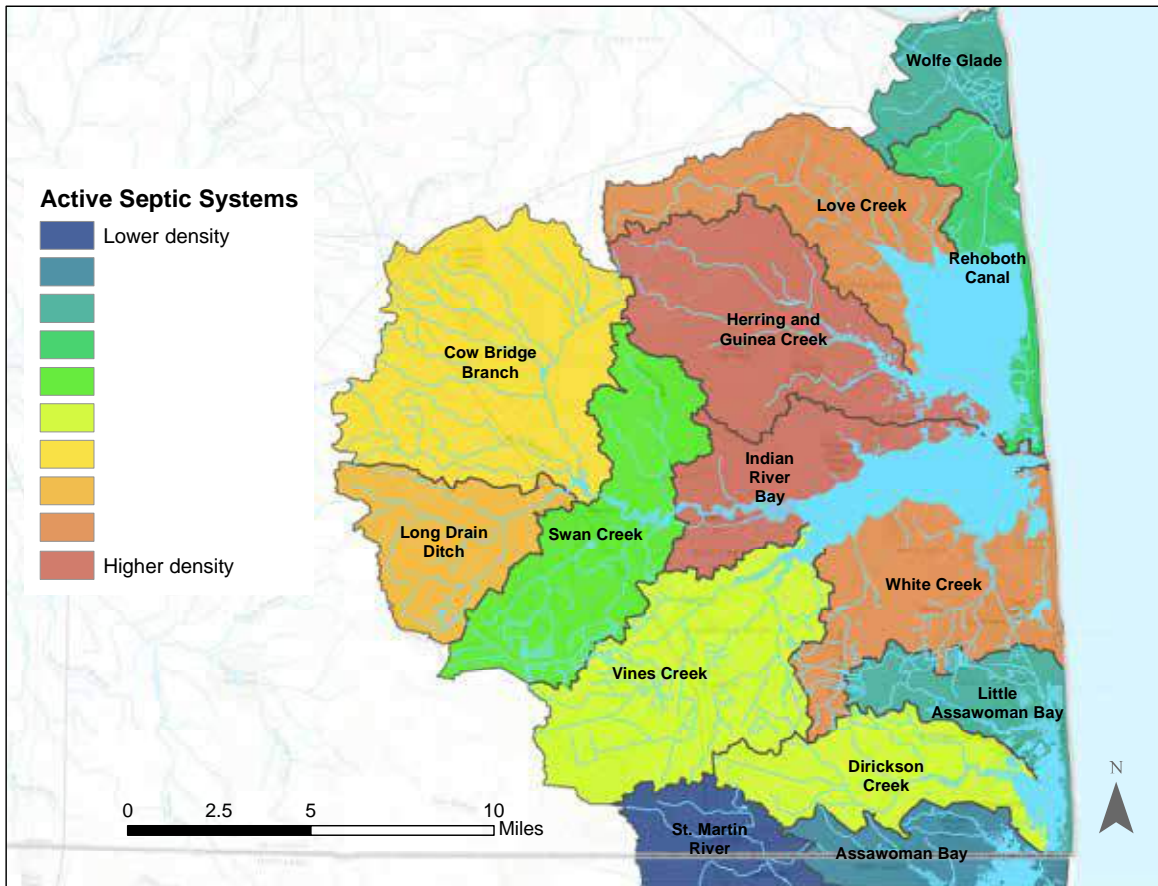 Wolfe Glade
Active Septic Systems
Lower density
Higher density
Love Creek
Rehoboth
Canal
Herring and
Guinea Creek
Cow Bridge
Branch
Indian
River
Bay
Long Drain
Ditch
Swan Creek
White Creek
Vines Creek
Little
Assawoman Bay
Dirickson
Creek
N
0 2.5 5 10
Miles
St. Martin
River
Assawoman Bay